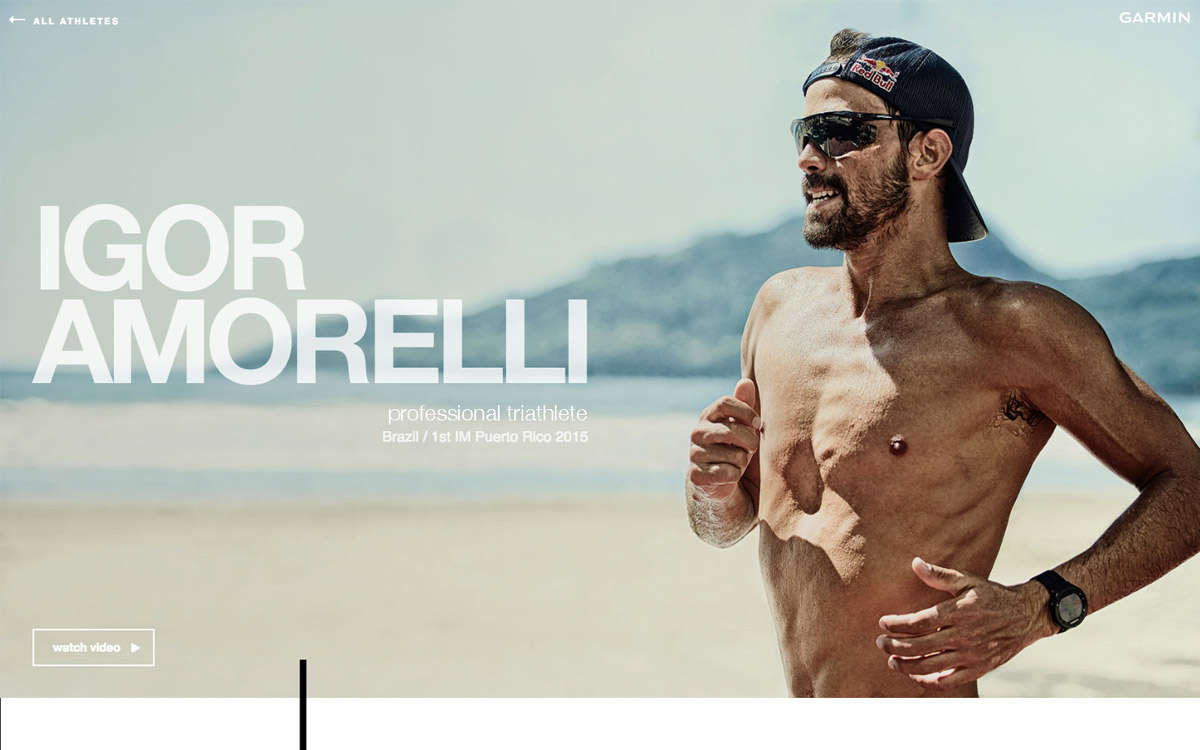 ALL ATHLETES
GARMIN
Red Bull
IGOR
AMORELLI
professional triathlete
Brazil / 1st IM Puerto Rico 2015
watch video